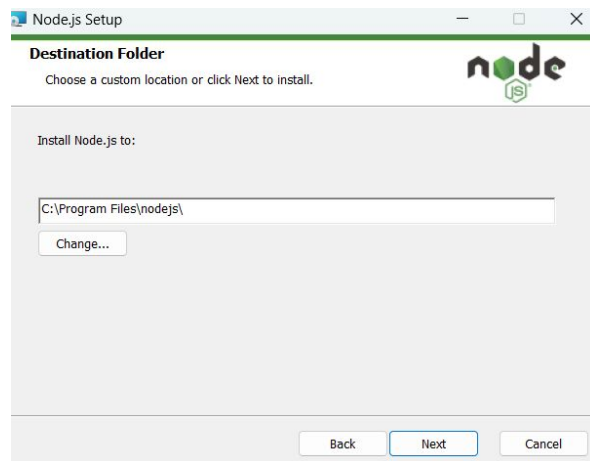 Node.js Setup
Destination Folder
Choose a custom location or click Next to install.
node
JS
Install Node.js to:
C:\Program Files\nodejs\
Change...
Back Next Cancel